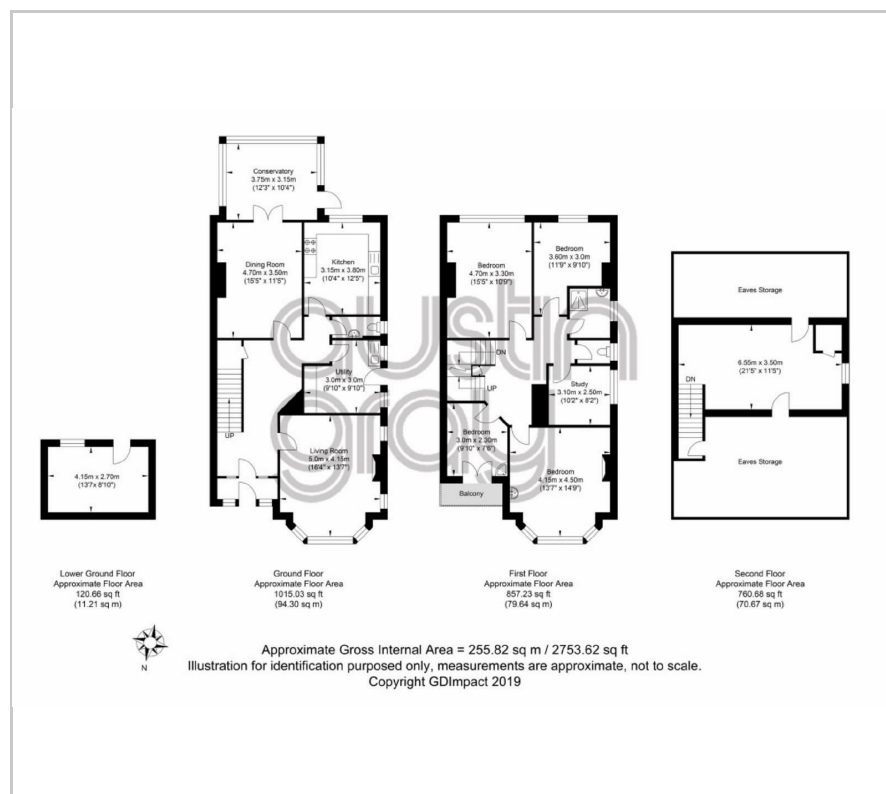 Conservatory
3.75m x 3.15m
(12'3" x 10'4")
Dining Room
4.70m x 3.50m
(15'5" x 11'5")
Kitchen
3.15m x 3.80m
(10'4" x 12'5")
Utility
3.0m x 3.0m
(9'10" x 9'10")
UP
Living Room
5.0m x 4.15m
(16'4" x 13'7")
4.15m x 2.70m
(13'7x 8'10")
Bedroom
4.70m x 3.30m
(15'5" x 10'9")
Bedroom
3.60m x 3.0m
(11'9" x 9'10")
DN
UP
Study
3.10m x 2.50m
(10'2" x 8'2")
Bedroom
3.0m x 2.30m
(9'10" x 7'6")
Bedroom
4.15m x 4.50m
(13'7" x 14'9")
Balcony
Eaves Storage
6.55m x 3.50m
(21'5" x 11'5")
DN
Eaves Storage
austin
gray
Lower Ground Floor
Approximate Floor Area
120.66 sq ft
(11.21 sq m)
Ground Floor
Approximate Floor Area
1015.03 sq ft
(94.30 sq m)
First Floor
Approximate Floor Area
857.23 sq ft
(79.64 sq m)
Second Floor
Approximate Floor Area
760.68 sq ft
(70.67 sq m)
N
Approximate Gross Internal Area = 255.82 sq m / 2753.62 sq ft
Illustration for identification purposed only, measurements are approximate, not to scale.
Copyright GDImpact 2019